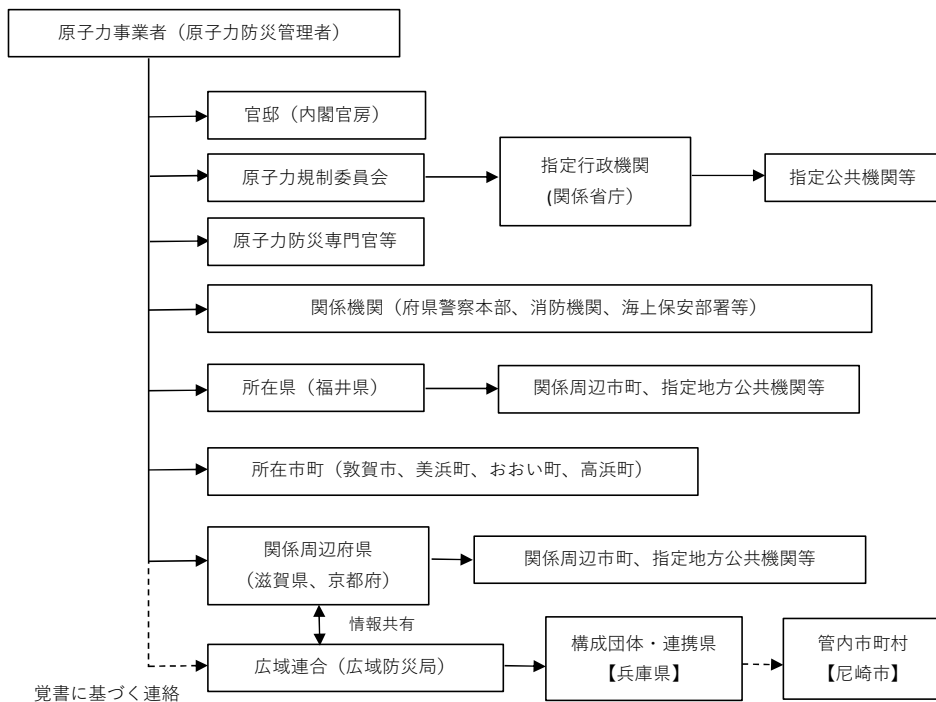 原子力事業者（原子力防災管理者）
官邸（内閣官房）
原子力規制委員会
指定行政機関
(関係省庁）
指定公共機関等
原子力防災専門官等
関係機関（府県警察本部、消防機関、海上保安部署等）
所在県（福井県）
関係周辺市町、指定地方公共機関等
所在市町（敦賀市、美浜町、おおい町、高浜町）
関係周辺府県
（滋賀県、京都府）
関係周辺市町、指定地方公共機関等
情報共有
広域連合（広域防災局）
構成団体・連携県
【兵庫県】
管内市町村
【尼崎市】
覚書に基づく連絡